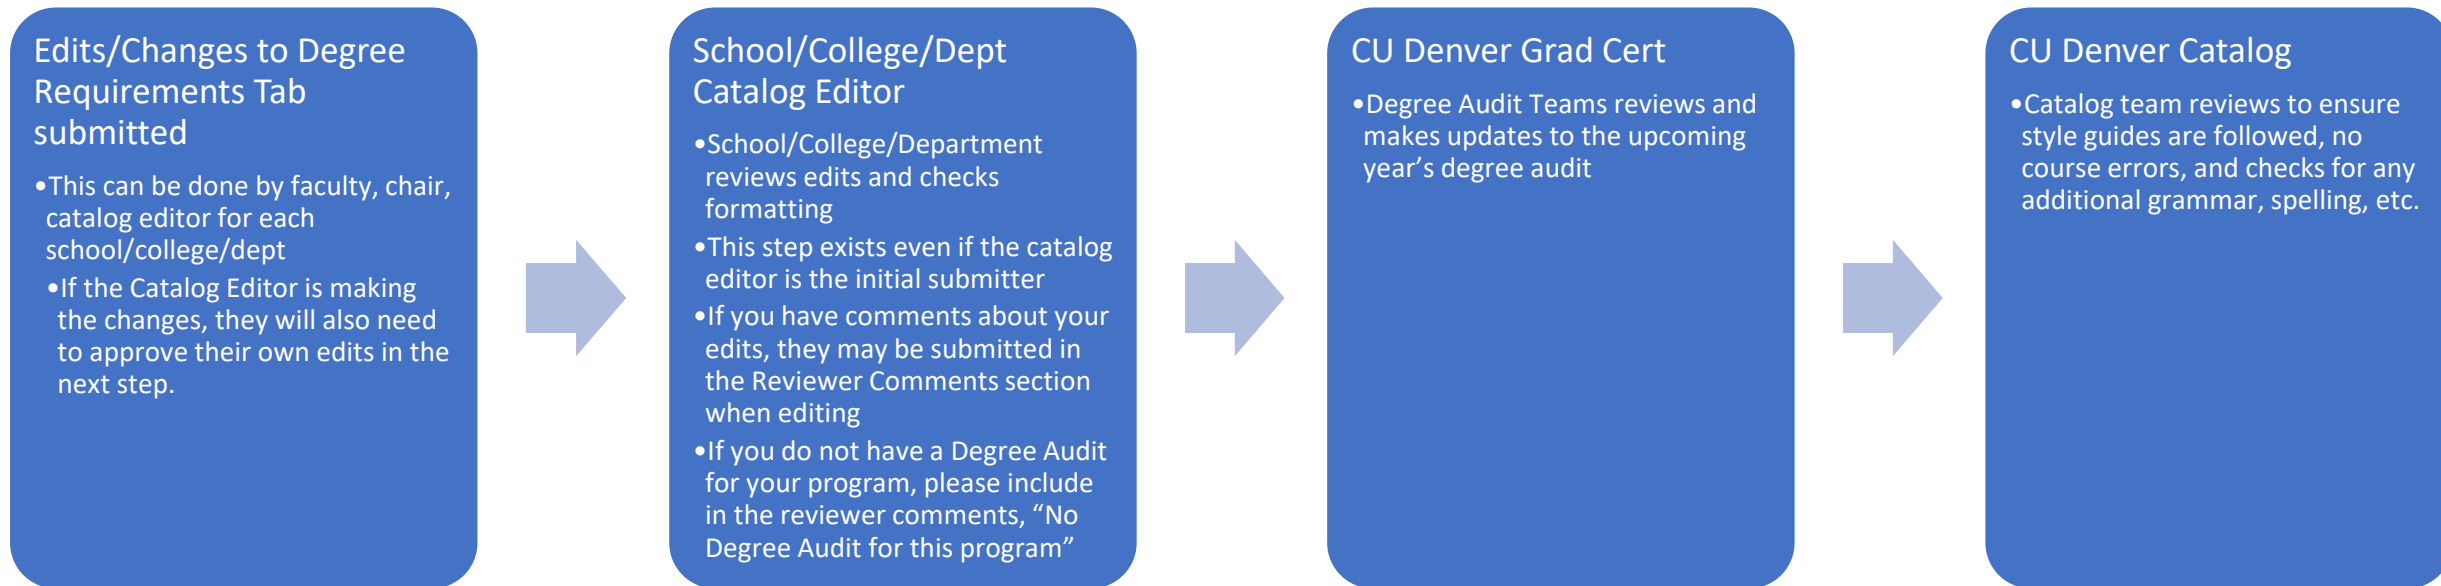 Edits/Changes to Degree
Requirements Tab
submitted
•This can be done by faculty, chair,
catalog editor for each
school/college/dept
•If the Catalog Editor is making
the changes, they will also need
to approve their own edits in the
next step.
School/College/Dept
Catalog Editor
•School/College/Department
reviews edits and checks
formatting
•This step exists even if the catalog
editor is the initial submitter
•If you have comments about your
edits, they may be submitted in
the Reviewer Comments section
when editing
•If you do not have a Degree Audit
for your program, please include
in the reviewer comments, “No
Degree Audit for this program”
CU Denver Grad Cert
•Degree Audit Teams reviews and
makes updates to the upcoming
year’s degree audit
CU Denver Catalog
•Catalog team reviews to ensure
style guides are followed, no
course errors, and checks for any
additional grammar, spelling, etc.